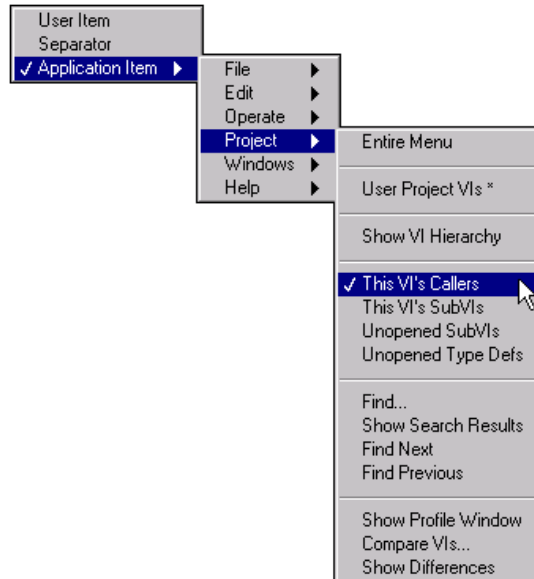 User Item
Separator
✓ Application Item ▶
File ▶
Edit ▶
Operate ▶
Project ▶
Windows ▶
Help ▶
Entire Menu
User Project VIs *
Show VI Hierarchy
✓ This VI's Callers
This VI's SubVIs
Unopened SubVIs
Unopened Type Defs
Find...
Show Search Results
Find Next
Find Previous
Show Profile Window
Compare VIs...
Show Differences